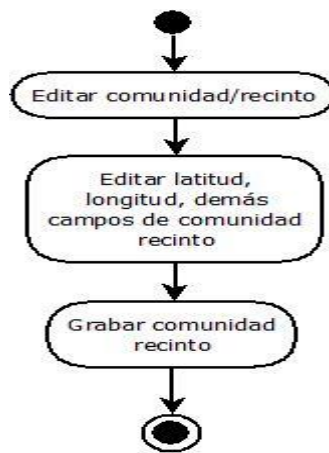 Editar comunidad/recinto
Editar latitud,
longitud, demás
campos de comunidad
recinto
Grabar comunidad
recinto